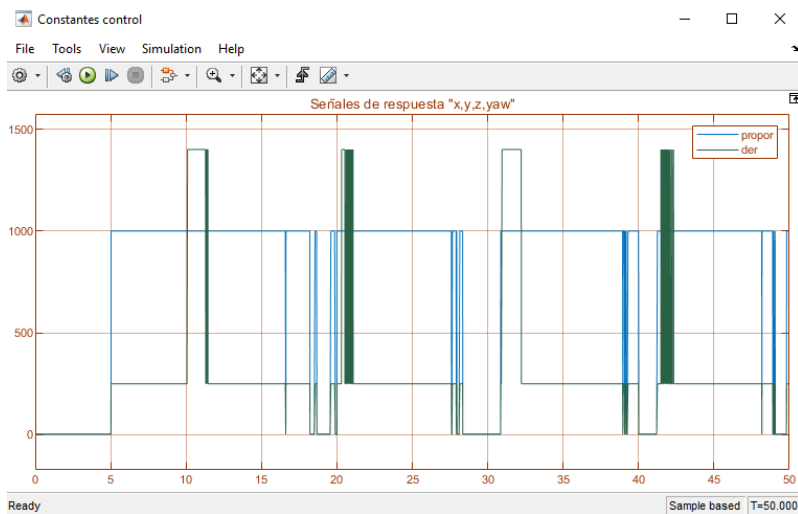 Constantes control
File Tools View Simulation Help
Señales de respuesta "x,y,z,yaw"
propor
der
1500
1000
500
0
0 5 10 15 20 25 30 35 40 45 50
Ready
Sample based T=50.000